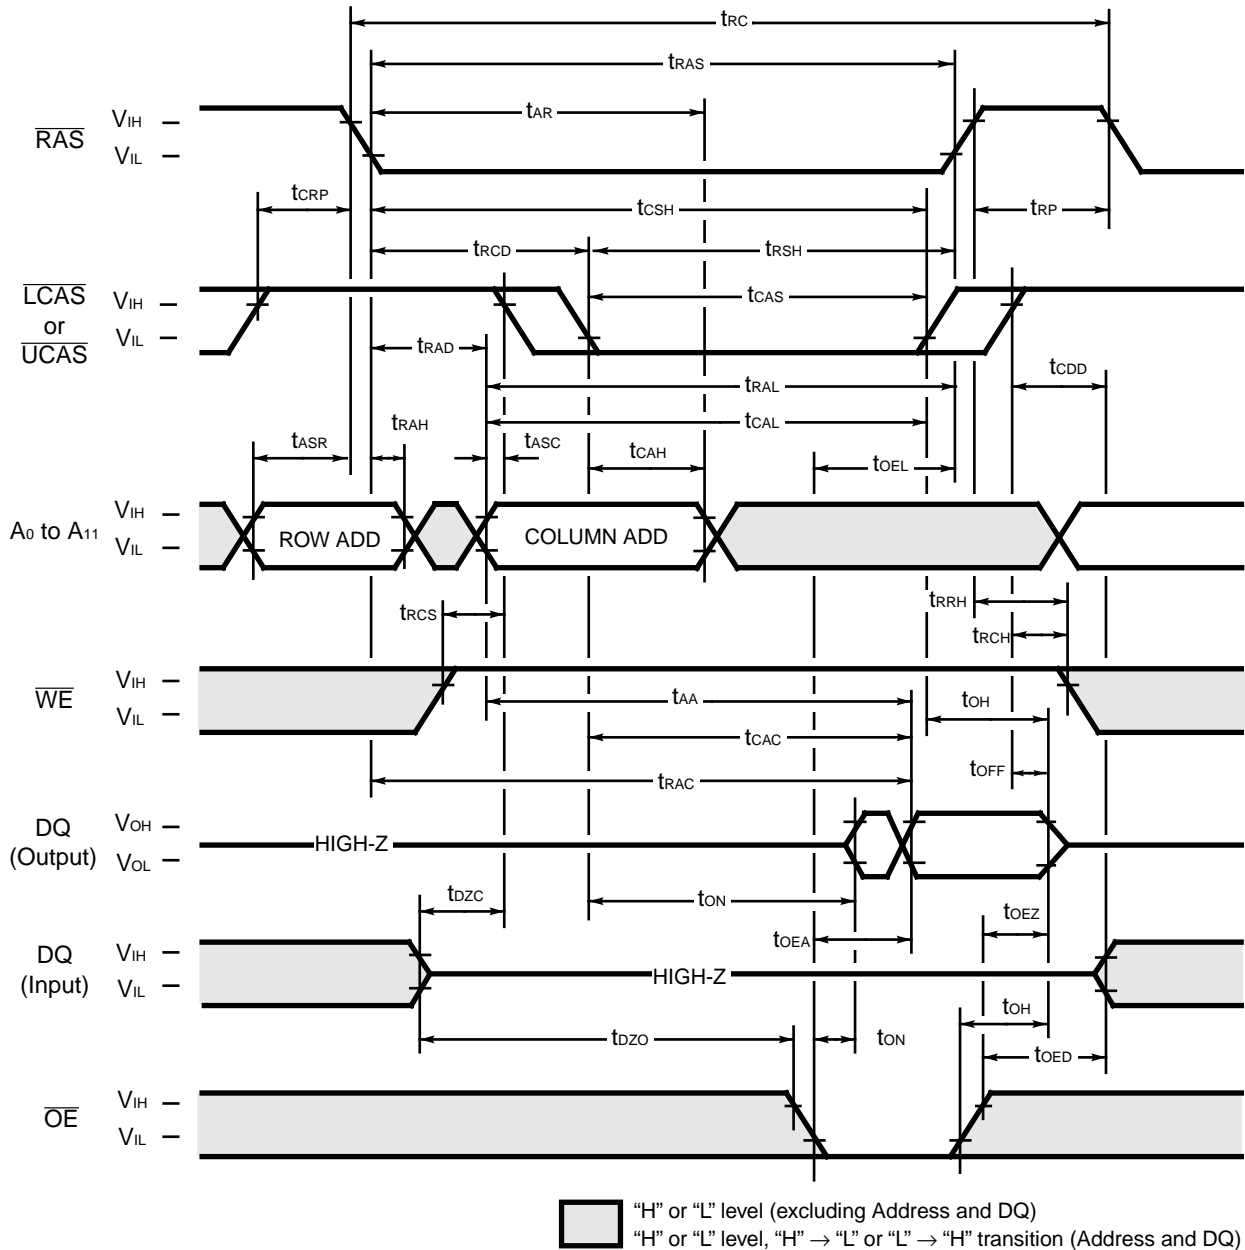 tRC
tRAS
tAR
RAS
VIH
VIL
tCRP
tCSH
tRP
tRCD
tRSH
LCAS
or
UCAS
VIH
VIL
tCAS
tRAD
tCDD
tRAL
tCAL
tASR
tRAH
tASC
tCAH
tOEL
A0 to A11
VIH
VIL
ROW ADD
COLUMN ADD
tRCS
tRRH
tRCH
WE
VIH
VIL
tAA
tOH
tCAC
tOFF
tRAC
DQ
(Output)
VOH
VOL
HIGH-Z
tDZC
tON
tOEZ
tOEA
DQ
(Input)
VIH
VIL
HIGH-Z
tOH
tDZO
tON
tOED
OE
VIH
VIL
“H” or “L” level (excluding Address and DQ)
“H” or “L” level, “H” → “L” or “L” → “H” transition (Address and DQ)